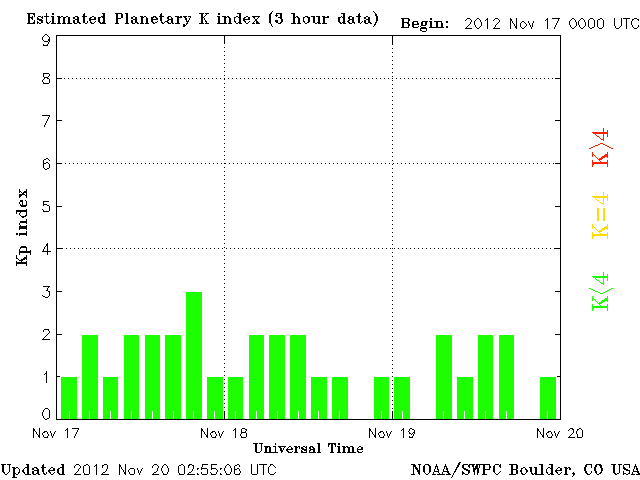 Estimated Planetary K index (3 hour data) Begin: 2012 Nov 17 0000 UTC
9
8
7
6
5
4
3
2
1
0
Kp index
K>4
K=4
K<4
Nov 17 Nov 18 Nov 19 Nov 20
Universal Time
Updated 2012 Nov 20 02:55:06 UTC NOAA/SWPC Boulder, CO USA